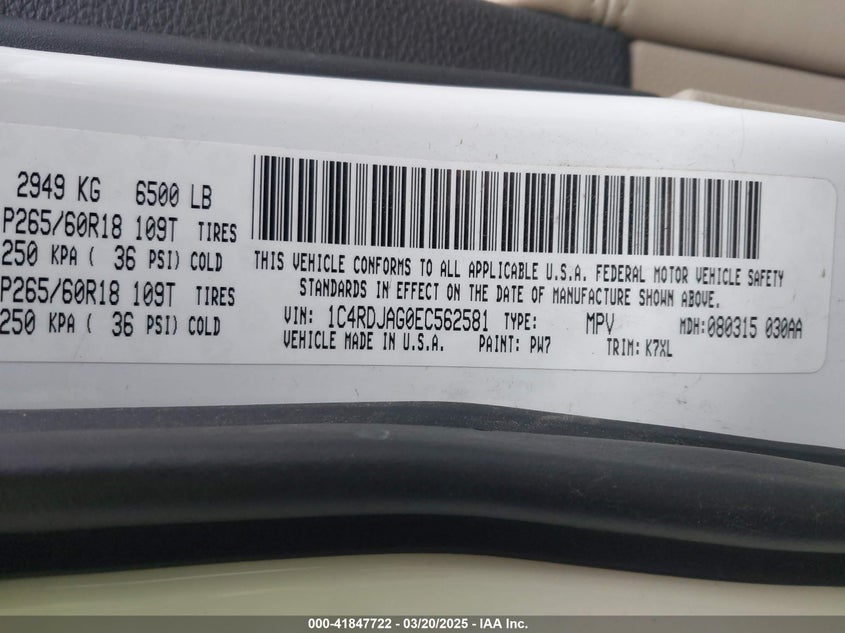 2949 KG 6500 LB
P265/60R18 109T TIRES
250 KPA ( 36 PSI) COLD
P265/60R18 109T TIRES
250 KPA ( 36 PSI) COLD
THIS VEHICLE CONFORMS TO ALL APPLICABLE U.S.A. FEDERAL MOTOR VEHICLE SAFETY
STANDARDS IN EFFECT ON THE DATE OF MANUFACTURE SHOWN ABOVE.
VIN: 1C4RDJAG0EC562581 TYPE: MPV MDH:080315 030AA
VEHICLE MADE IN U.S.A. PAINT: PW7 TRIM: K7XL
000-41847722 — 03/20/2025 — IAA Inc.